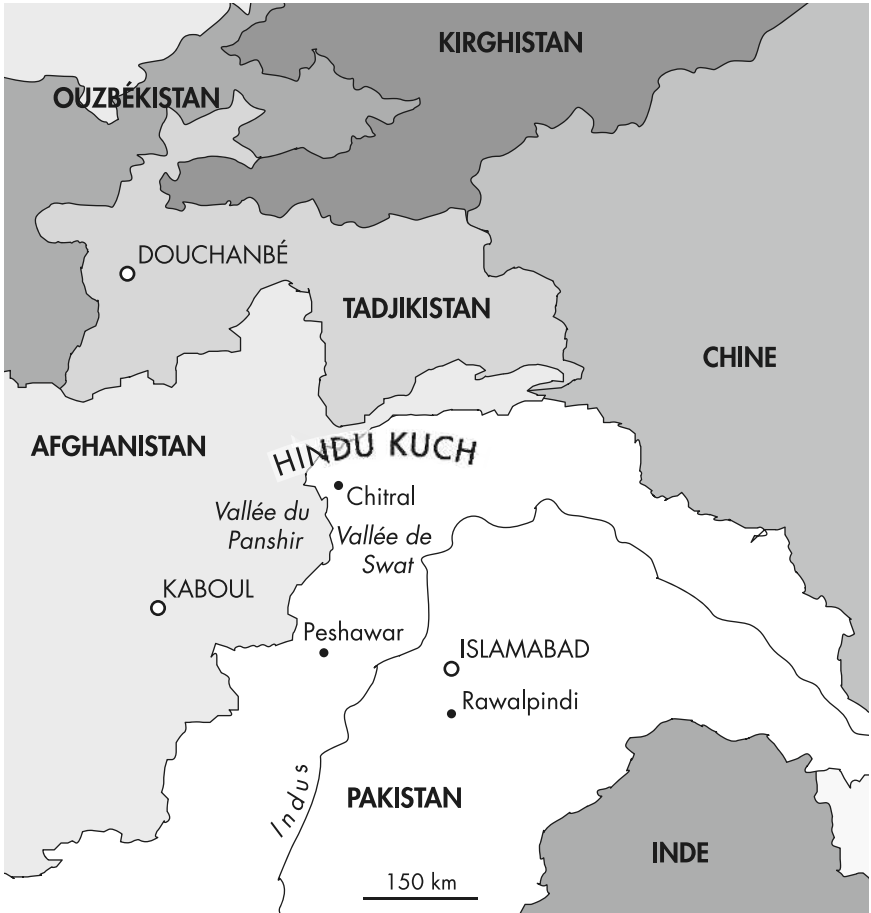 KIRGHISTAN
OUZBÉKISTAN
DOUCHANBÉ
TADJIKISTAN
CHINE
AFGHANISTAN
HINDU KUCH
Chitral
Vallée du
Panshir
Vallée de
Swat
KABOUL
Peshawar
ISLAMABAD
Rawalpindi
Indus
PAKISTAN
INDE
150 km